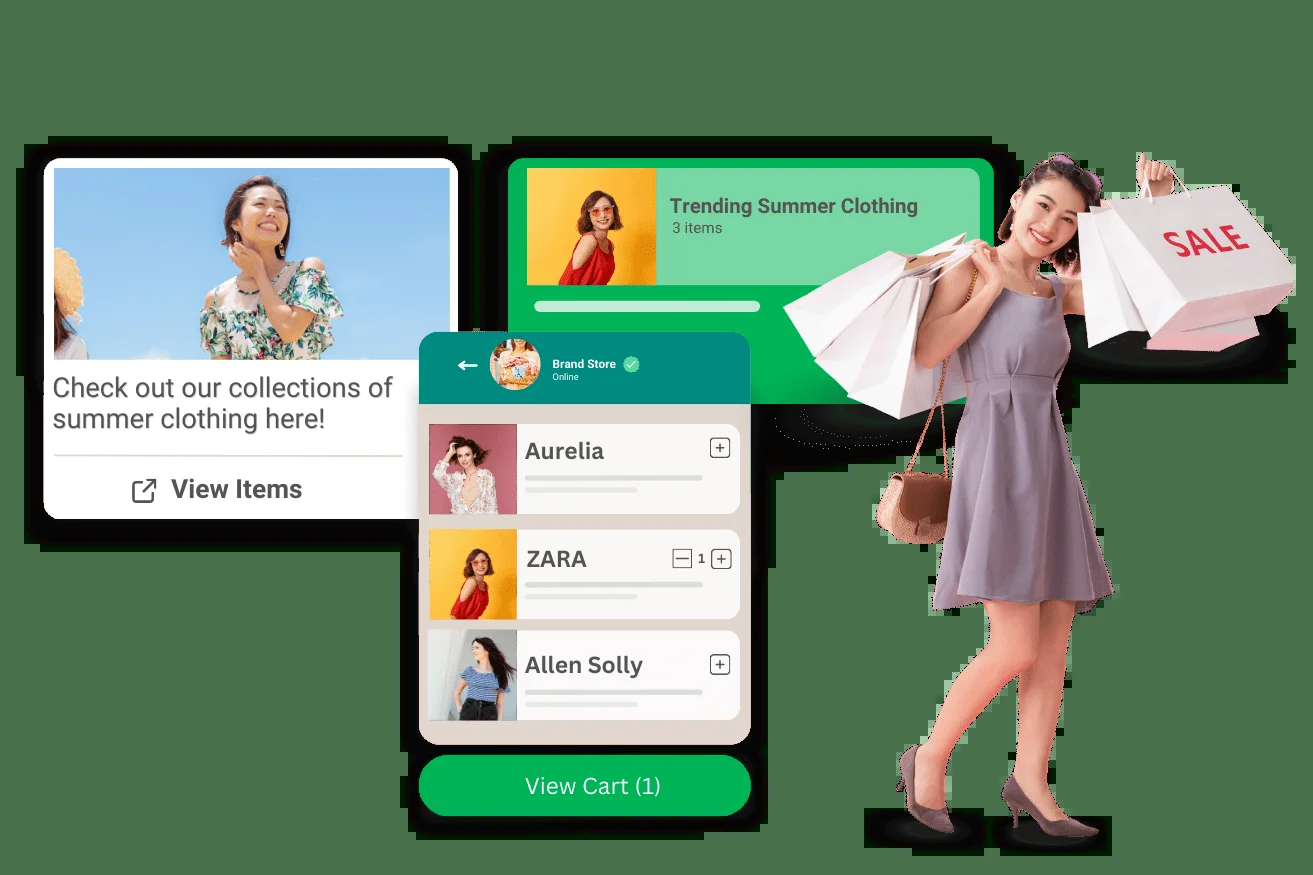 Check out our collections of
summer clothing here!
View Items
Trending Summer Clothing
3 items
SALE
Brand Store
Online
Aurelia
ZARA
1
Allen Solly
View Cart (1)